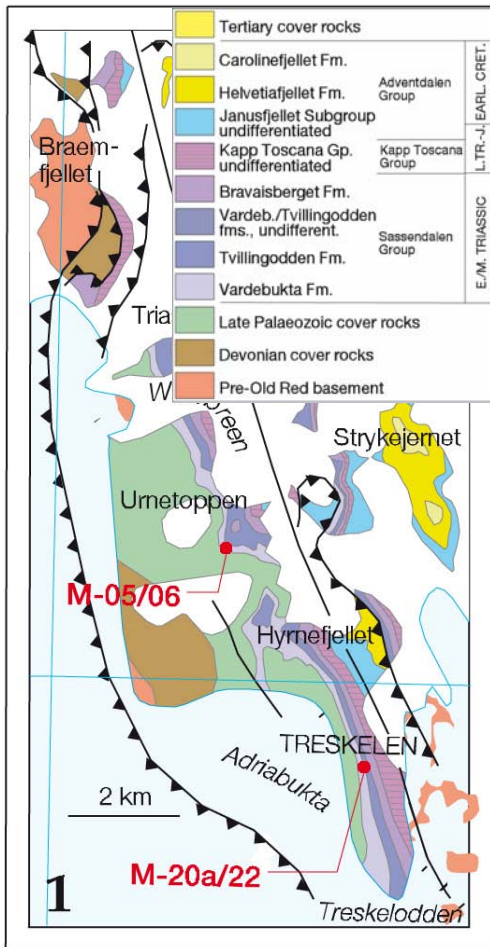 Tertiary cover rocks
Carolinefjellet Fm.
Helvetiafjellet Fm.
Janusfjellet Subgroup
undifferentiated
Kapp Toscana Gp.
undifferentiated
Bravaisberget Fm.
Vardeb./Tvillingodden
fms., undifferent.
Tvillingodden Fm.
Vardebukta Fm.
Late Palaeozoic cover rocks
Devonian cover rocks
Pre-Old Red basement
Adventdalen
Group
Kapp Toscana
Group
Sassendalen
Group
EARL. CRET.
L.TR.-J.
E./M. TRIASSIC
Braem-
fjellet
Tria
W
breen
Strykejernet
Urnetoppen
M-05/06
Hyrnefjellet
TRESKELEN
Adriabukta
2 km
M-20a/22
1
Treskelodden